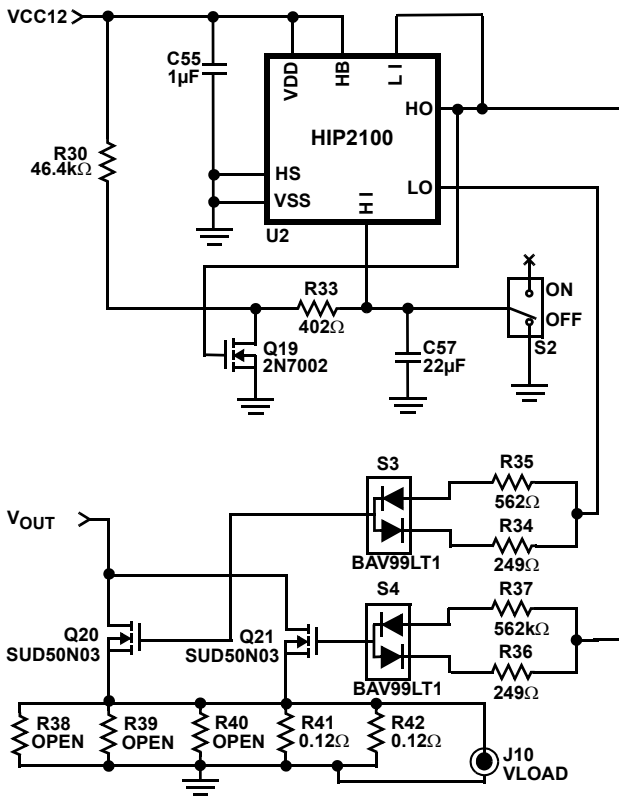 VCC12
C55
1µF
VDD
HB
LI
HO
HIP2100
R30
46.4kΩ
HS
LO
VSS
HI
U2
R33
402Ω
ON
OFF
S2
Q19
2N7002
C57
22µF
S3
R35
562Ω
VOUT
R34
249Ω
BAV99LT1
S4
R37
562kΩ
Q20
SUD50N03
Q21
SUD50N03
R36
249Ω
BAV99LT1
R38
OPEN
R39
OPEN
R40
OPEN
R41
0.12Ω
R42
0.12Ω
J10
VLOAD